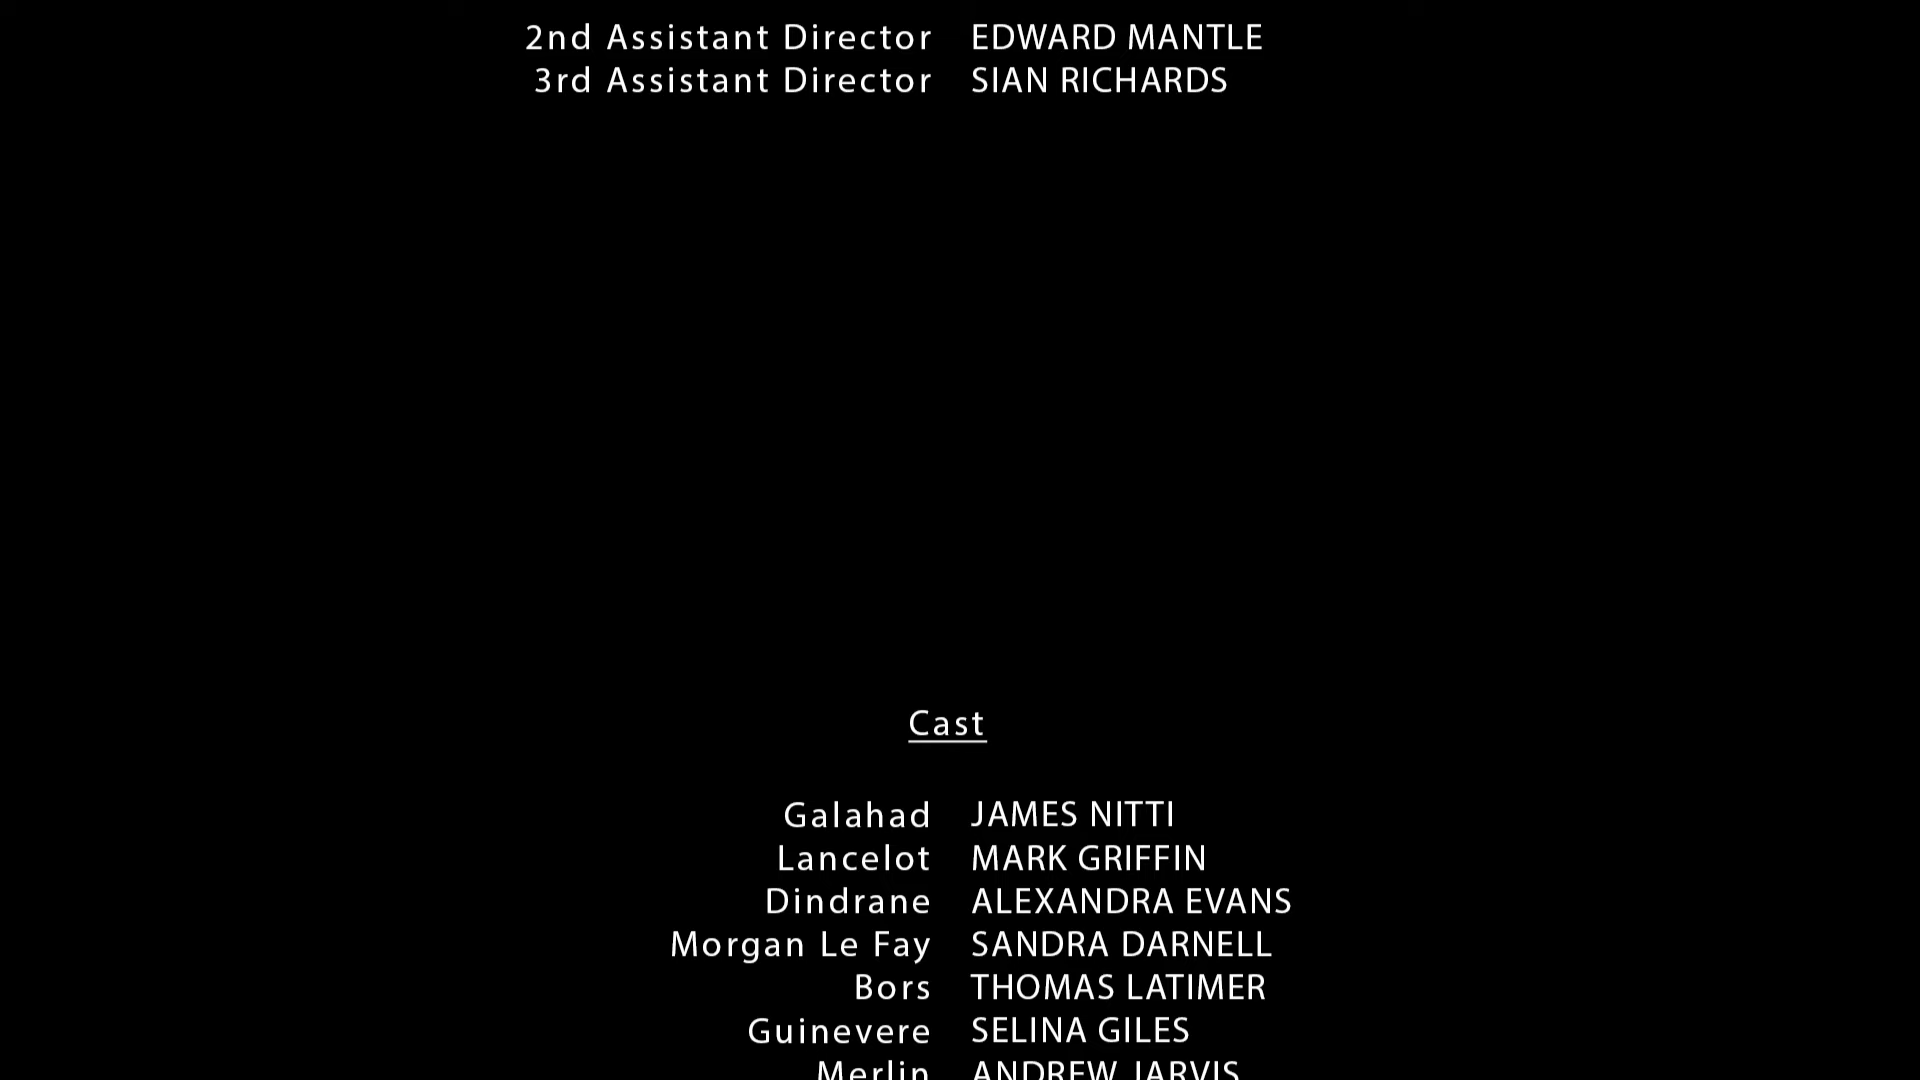 2nd Assistant Director EDWARD MANTLE
3rd Assistant Director SIAN RICHARDS
Cast
Galahad JAMES NITTI
Lancelot MARK GRIFFIN
Dindrane ALEXANDRA EVANS
Morgan Le Fay SANDRA DARNELL
Bors THOMAS LATIMER
Guinevere SELINA GILES
Merlin ANDREW JARVIS